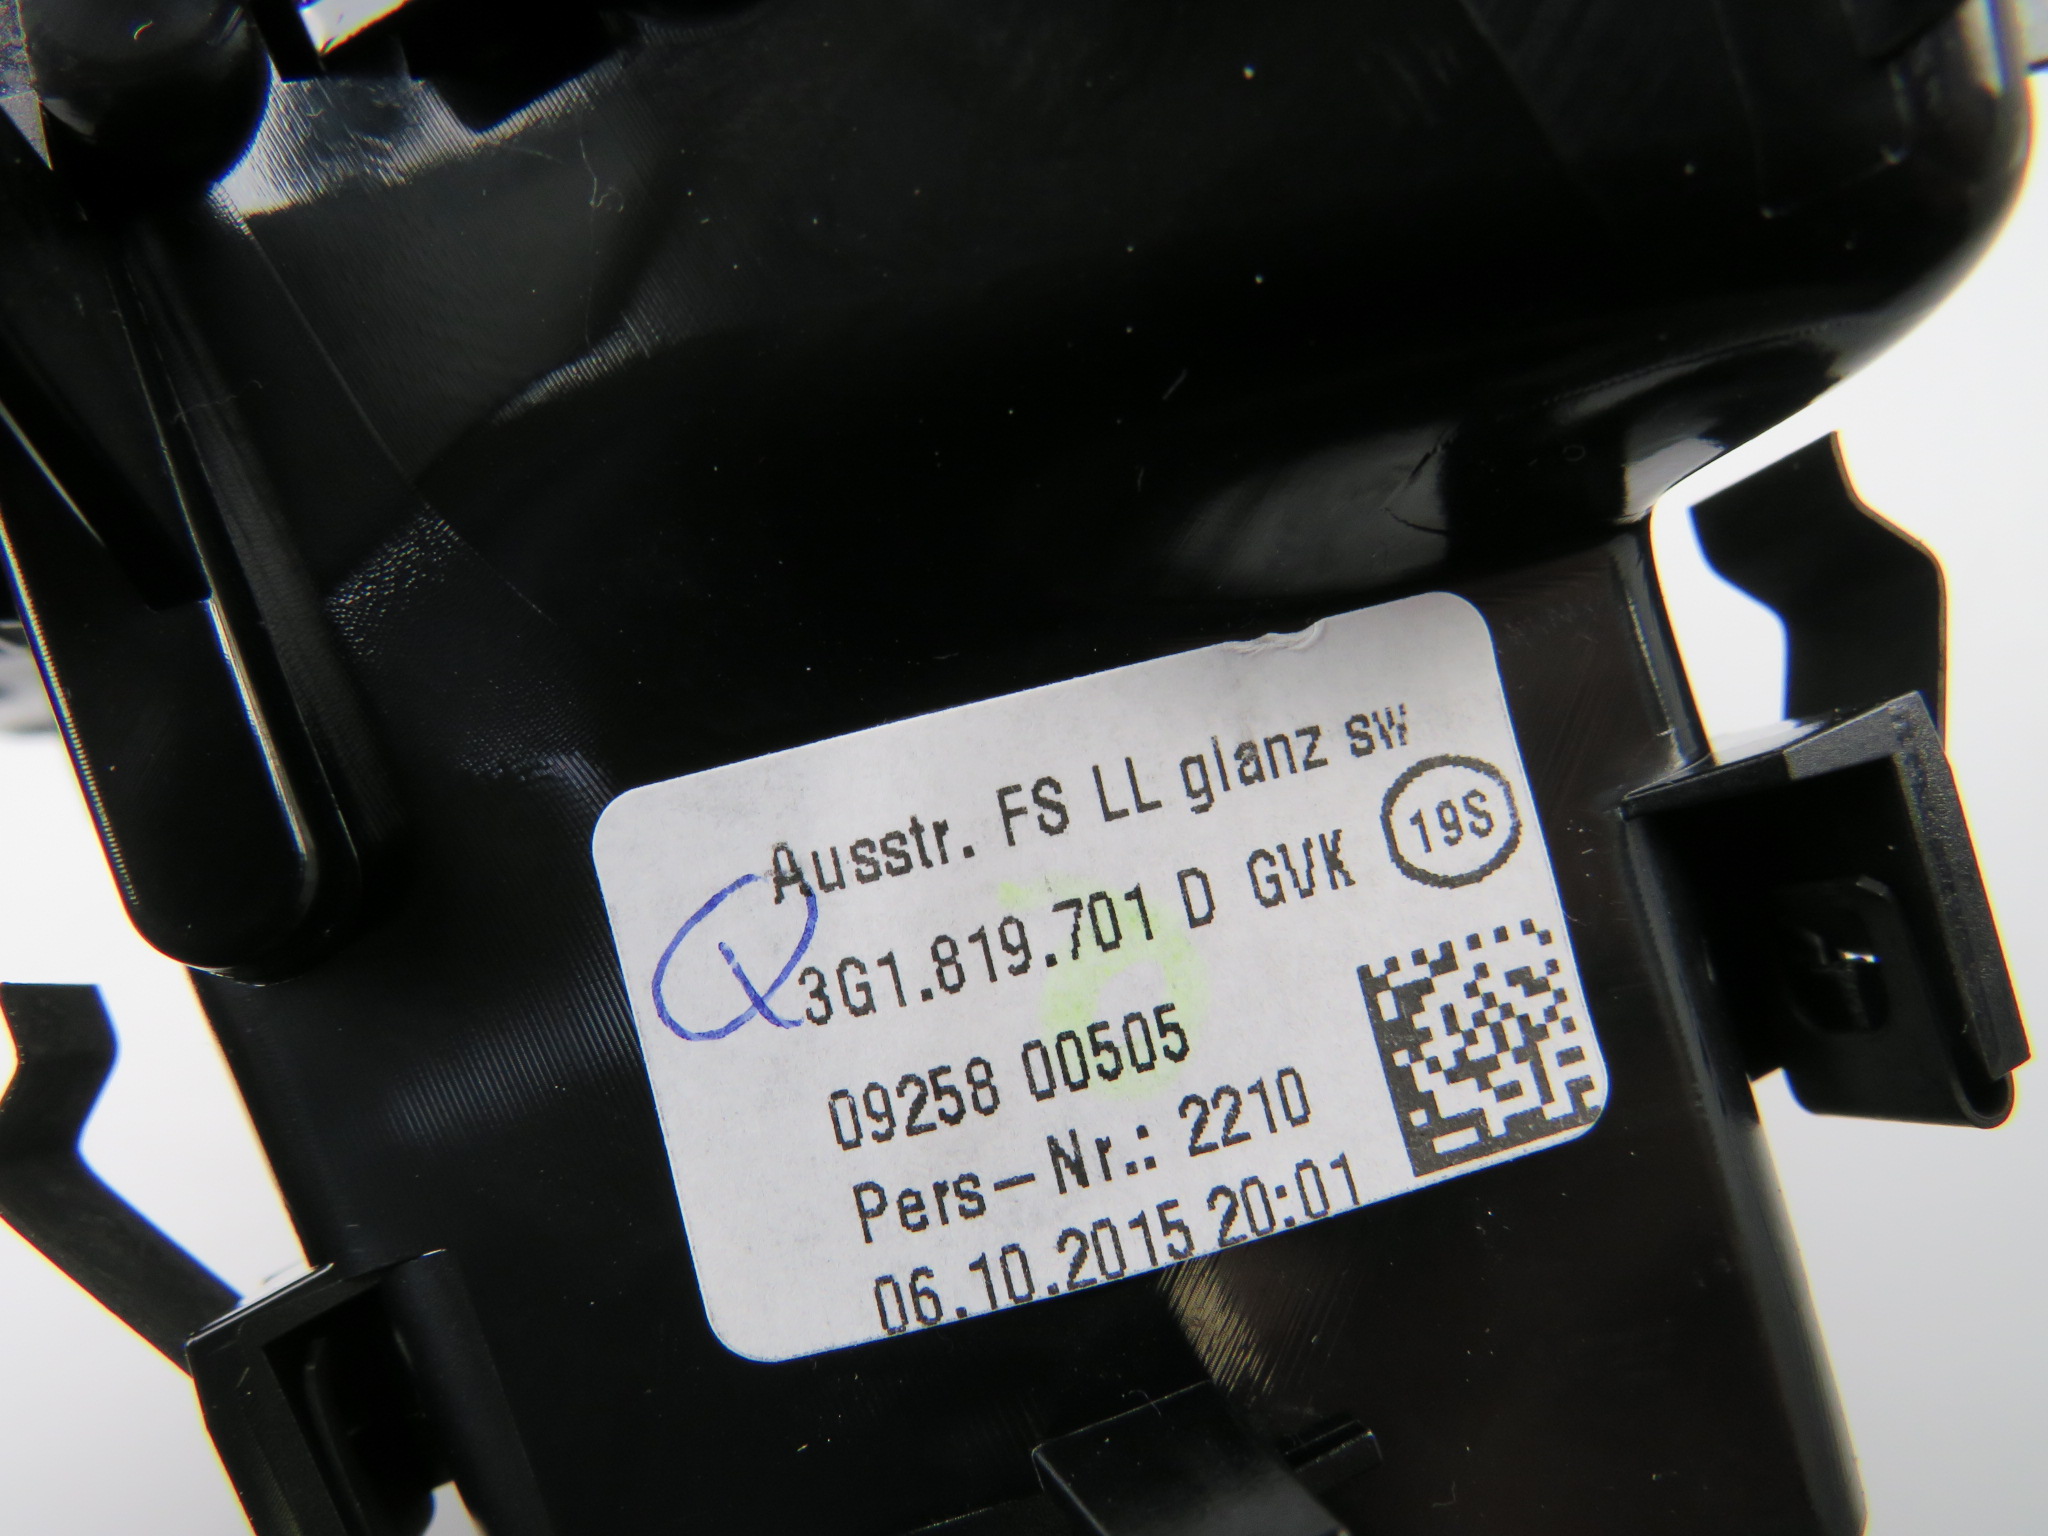 Ausstr. FS LL glanz sw
3G1.819.701 D GVK
19S
09258 00505
Pers-Nr.: 2210
06.10.2015 20:01